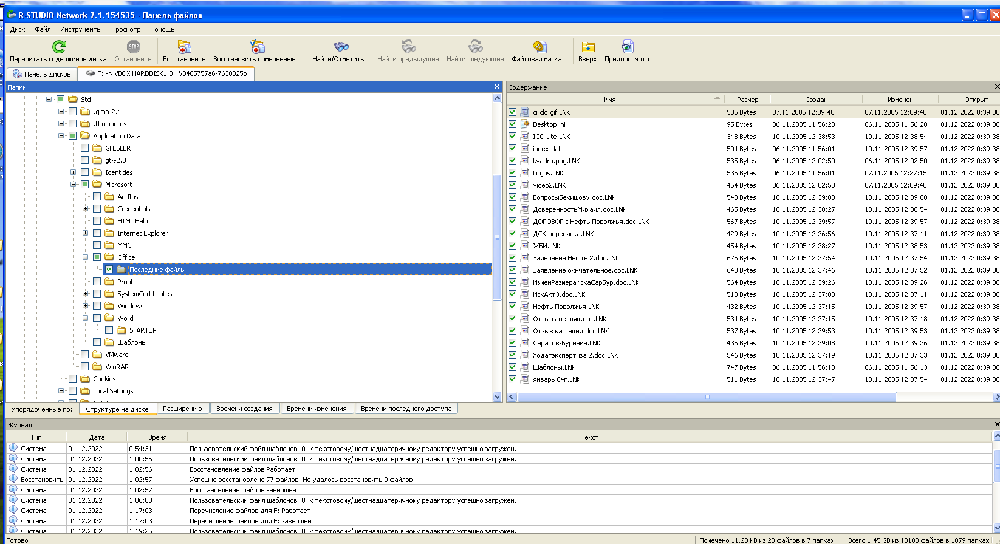 R-STUDIO Network 7.1.154535 - Панель файлов
Диск Файл Инструменты Просмотр Помощь
STOP
Перечитать содержимое диска Остановить Восстановить Восстановить помеченные... Найти/Отметить... Найти предыдущее Найти следующее Файловая маска... Вверх Предпросмотр
Панель дисков F: -> VBOX HARDDISK1.0 : VB465757a6-7638825b
Папки
Std
.gimp-2.4
.thumbnails
Application Data
GHISLER
gtk-2.0
Identities
Microsoft
AddIns
Credentials
HTML Help
Internet Explorer
MMC
Office
Последние файлы
Proof
SystemCertificates
Windows
Word
STARTUP
Шаблоны
VMware
WinRAR
Cookies
Local Settings
Содержание
Имя Размер Создан Изменен Открыт
circlo.gif.LNK 535 Bytes 07.11.2005 12:09:48 07.11.2005 12:09:48 01.12.2022 0:39:38
Desktop.ini 95 Bytes 06.11.2005 11:56:28 06.11.2005 11:56:28 01.12.2022 0:39:38
ICQ Lite.LNK 348 Bytes 10.11.2005 12:38:53 10.11.2005 12:38:54 01.12.2022 0:39:38
index.dat 504 Bytes 06.11.2005 11:56:01 10.11.2005 12:39:57 01.12.2022 0:39:38
kvadro.png.LNK 535 Bytes 06.11.2005 12:02:50 06.11.2005 12:02:50 01.12.2022 0:39:38
Logos.LNK 535 Bytes 06.11.2005 11:56:01 07.11.2005 12:27:15 01.12.2022 0:39:38
video2.LNK 454 Bytes 06.11.2005 12:02:50 07.11.2005 12:09:48 01.12.2022 0:39:38
ВопросыБекишову.doc.LNK 543 Bytes 10.11.2005 12:39:08 10.11.2005 12:39:08 01.12.2022 0:39:38
ДоверенностьМихаил.doc.LNK 465 Bytes 10.11.2005 12:38:27 10.11.2005 12:38:54 01.12.2022 0:39:38
ДОГОВОР с Нефть Поволжья.doc.LNK 567 Bytes 10.11.2005 12:39:57 10.11.2005 12:39:57 01.12.2022 0:39:38
ДСК переписка.LNK 429 Bytes 10.11.2005 12:36:56 10.11.2005 12:37:11 01.12.2022 0:39:38
ЖБИ.LNK 454 Bytes 10.11.2005 12:38:27 10.11.2005 12:38:53 01.12.2022 0:39:38
Заявление Нефть 2.doc.LNK 625 Bytes 10.11.2005 12:37:54 10.11.2005 12:37:54 01.12.2022 0:39:38
Заявление окнчательное.doc.LNK 640 Bytes 10.11.2005 12:37:46 10.11.2005 12:37:52 01.12.2022 0:39:38
ИзменРазмераИскаСарБур.doc.LNK 564 Bytes 10.11.2005 12:39:26 10.11.2005 12:39:26 01.12.2022 0:39:38
ИскАкт3.doc.LNK 513 Bytes 10.11.2005 12:37:08 10.11.2005 12:37:11 01.12.2022 0:39:38
Нефть Поволжья.LNK 432 Bytes 10.11.2005 12:37:15 10.11.2005 12:39:57 01.12.2022 0:39:38
Отзыв апелляц.doc.LNK 534 Bytes 10.11.2005 12:37:15 10.11.2005 12:37:18 01.12.2022 0:39:38
Отзыв кассация.doc.LNK 537 Bytes 10.11.2005 12:39:53 10.11.2005 12:39:53 01.12.2022 0:39:38
Саратов-Бурение.LNK 435 Bytes 10.11.2005 12:39:08 10.11.2005 12:39:26 01.12.2022 0:39:38
Ходатэкспертиза 2.doc.LNK 546 Bytes 10.11.2005 12:37:19 10.11.2005 12:37:33 01.12.2022 0:39:38
Шаблоны.LNK 747 Bytes 06.11.2005 11:56:13 06.11.2005 11:56:13 01.12.2022 0:39:38
январь 04г.LNK 511 Bytes 10.11.2005 12:37:47 10.11.2005 12:37:54 01.12.2022 0:39:38
Упорядоченные по: Структуре на диске Расширению Времени создания Времени изменения Времени последнего доступа
Журнал
Тип Дата Время Текст
Система 01.12.2022 0:54:31 Пользовательский файл шаблонов "0" к текстовому/шестнадцатеричному редактору успешно загружен.
Система 01.12.2022 1:00:55 Пользовательский файл шаблонов "0" к текстовому/шестнадцатеричному редактору успешно загружен.
Система 01.12.2022 1:02:56 Восстановление файлов Работает
Восстановить 01.12.2022 1:02:57 Успешно восстановлено 77 файлов. Не удалось восстановить 0 файлов.
Система 01.12.2022 1:02:57 Восстановление файлов завершен
Система 01.12.2022 1:06:08 Пользовательский файл шаблонов "0" к текстовому/шестнадцатеричному редактору успешно загружен.
Система 01.12.2022 1:17:03 Перечисление файлов для F: Работает
Система 01.12.2022 1:17:03 Перечисление файлов для F: завершен
Система 01.12.2022 1:19:25 Пользовательский файл шаблонов "0" к текстовому/шестнадцатеричному редактору успешно загружен.
Готово Помечено 11.28 KB из 23 файлов в 7 папках Всего 1.45 GB из 10188 файлов в 1079 папках